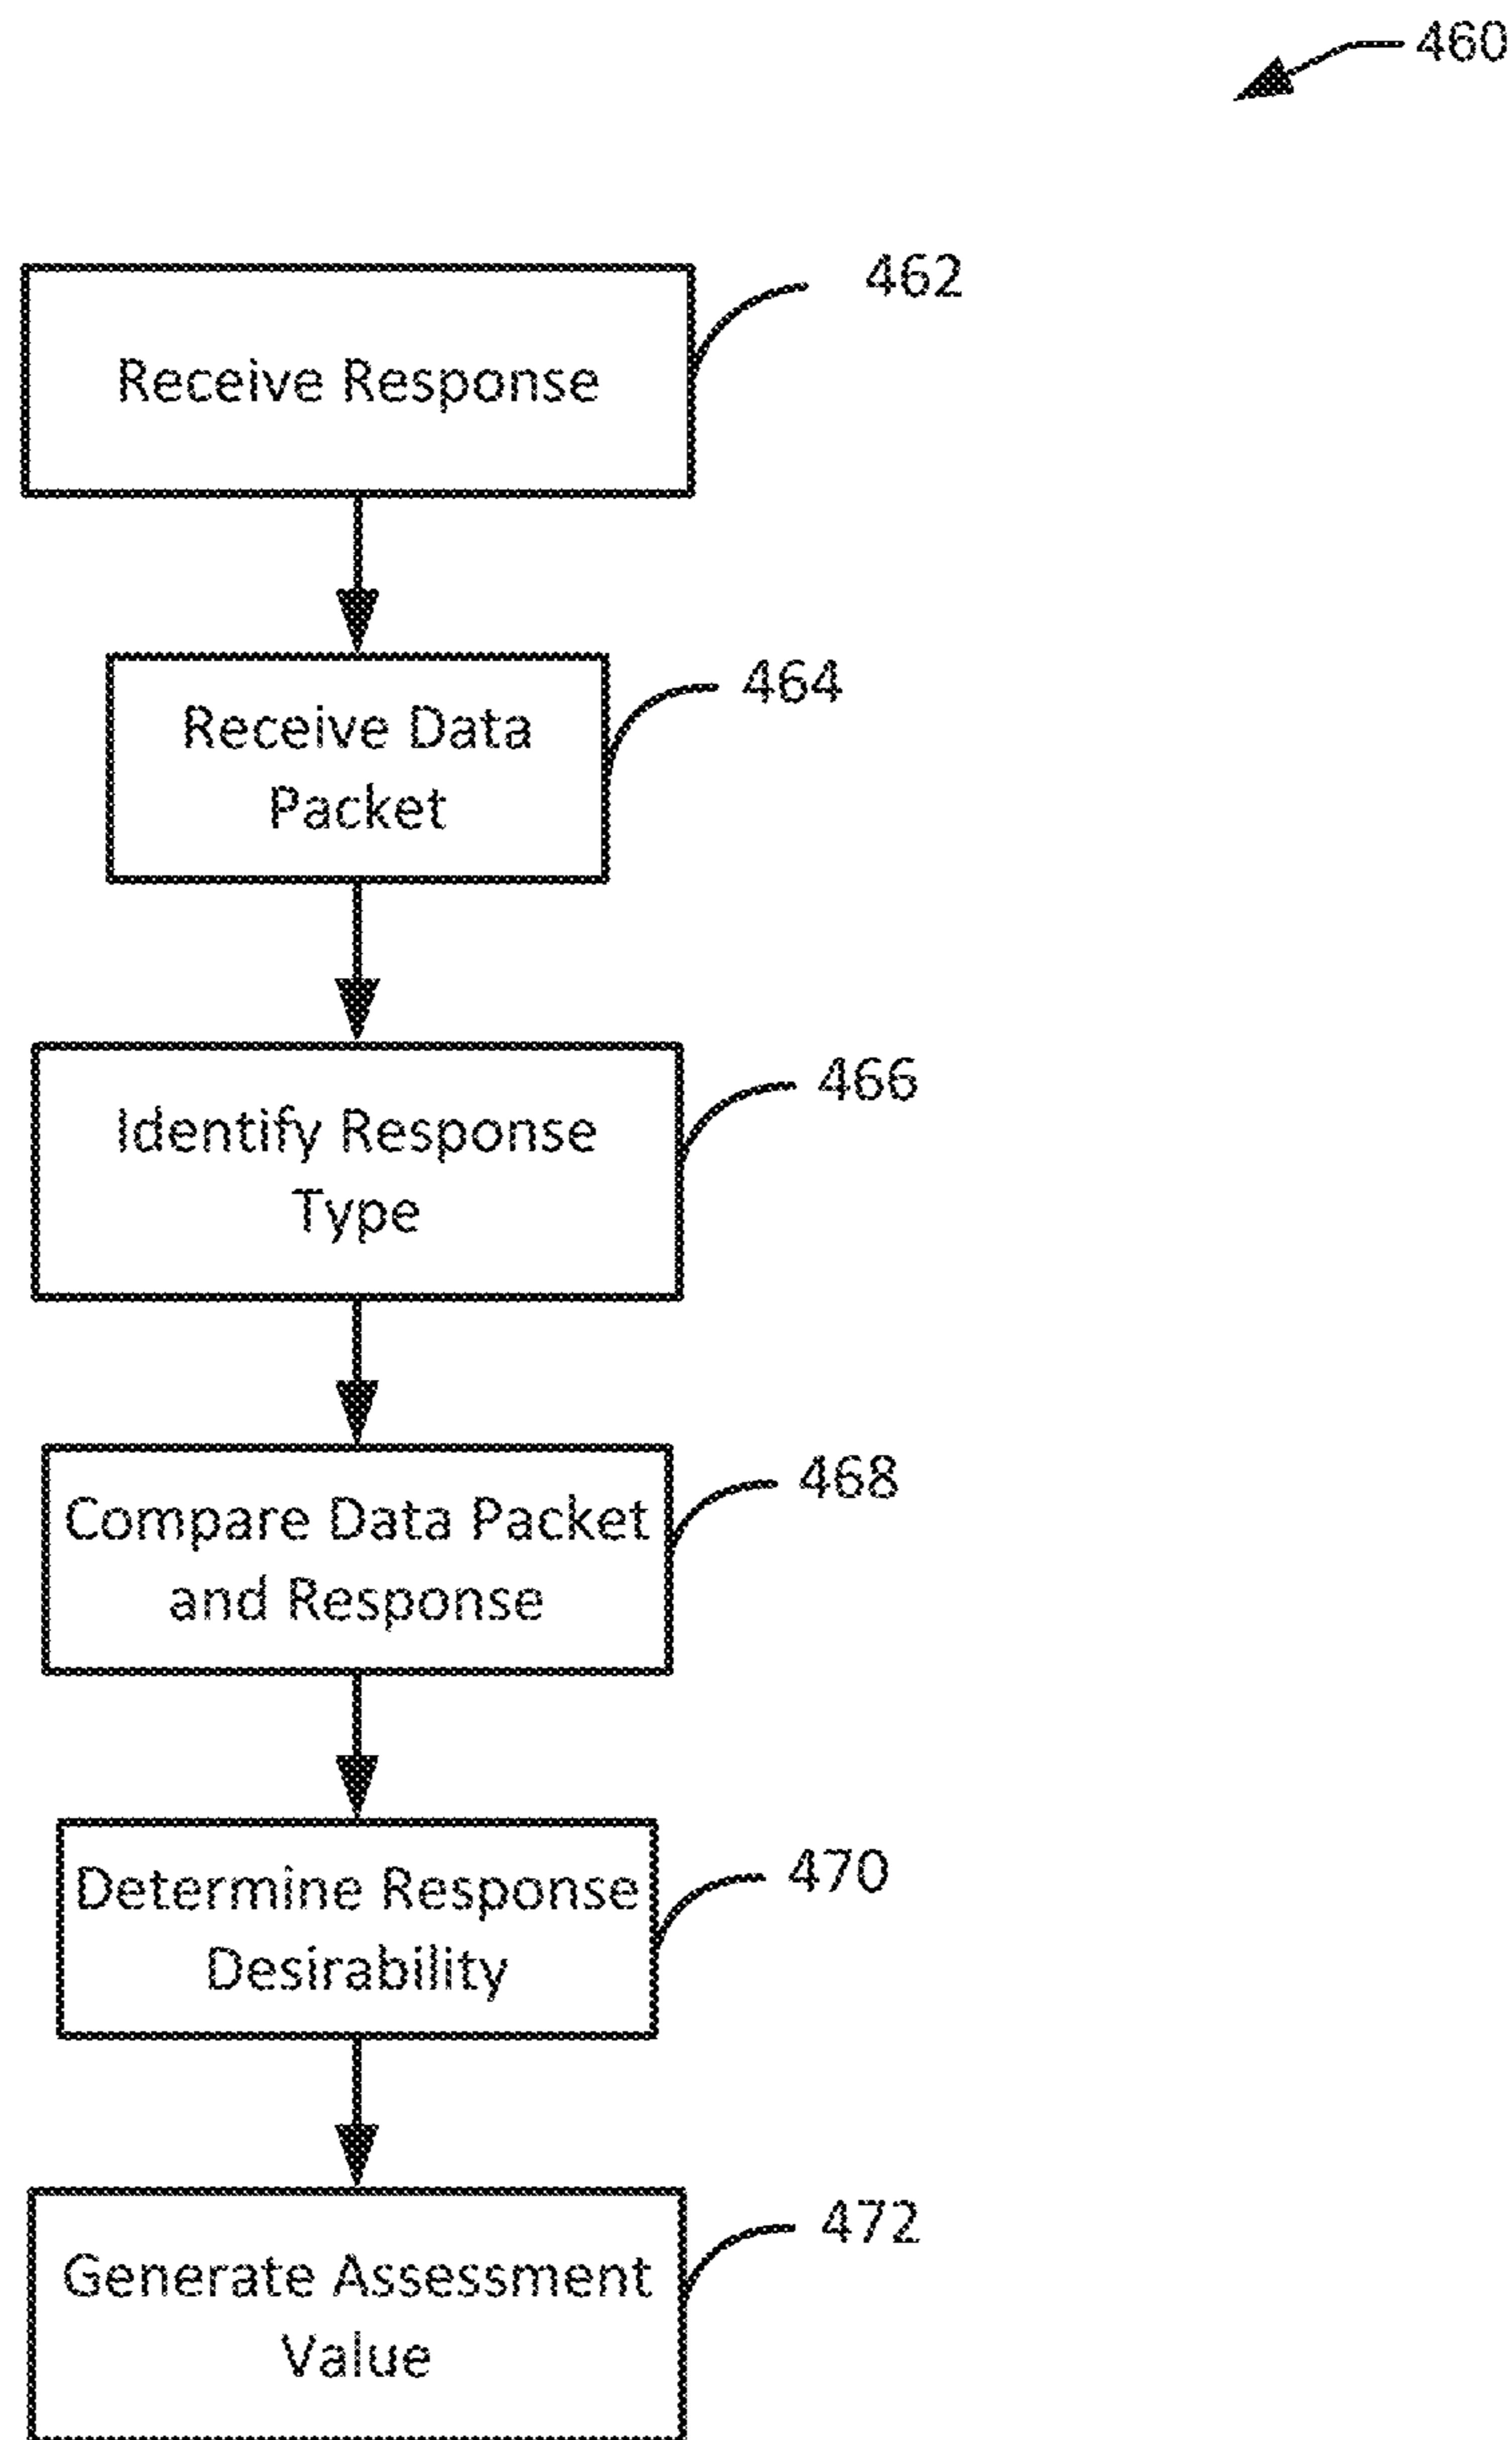 460
462
Receive Response
464
Receive Data
Packet
466
Identify Response
Type
468
Compare Data Packet
and Response
470
Determine Response
Desirability
472
Generate Assessment
Value